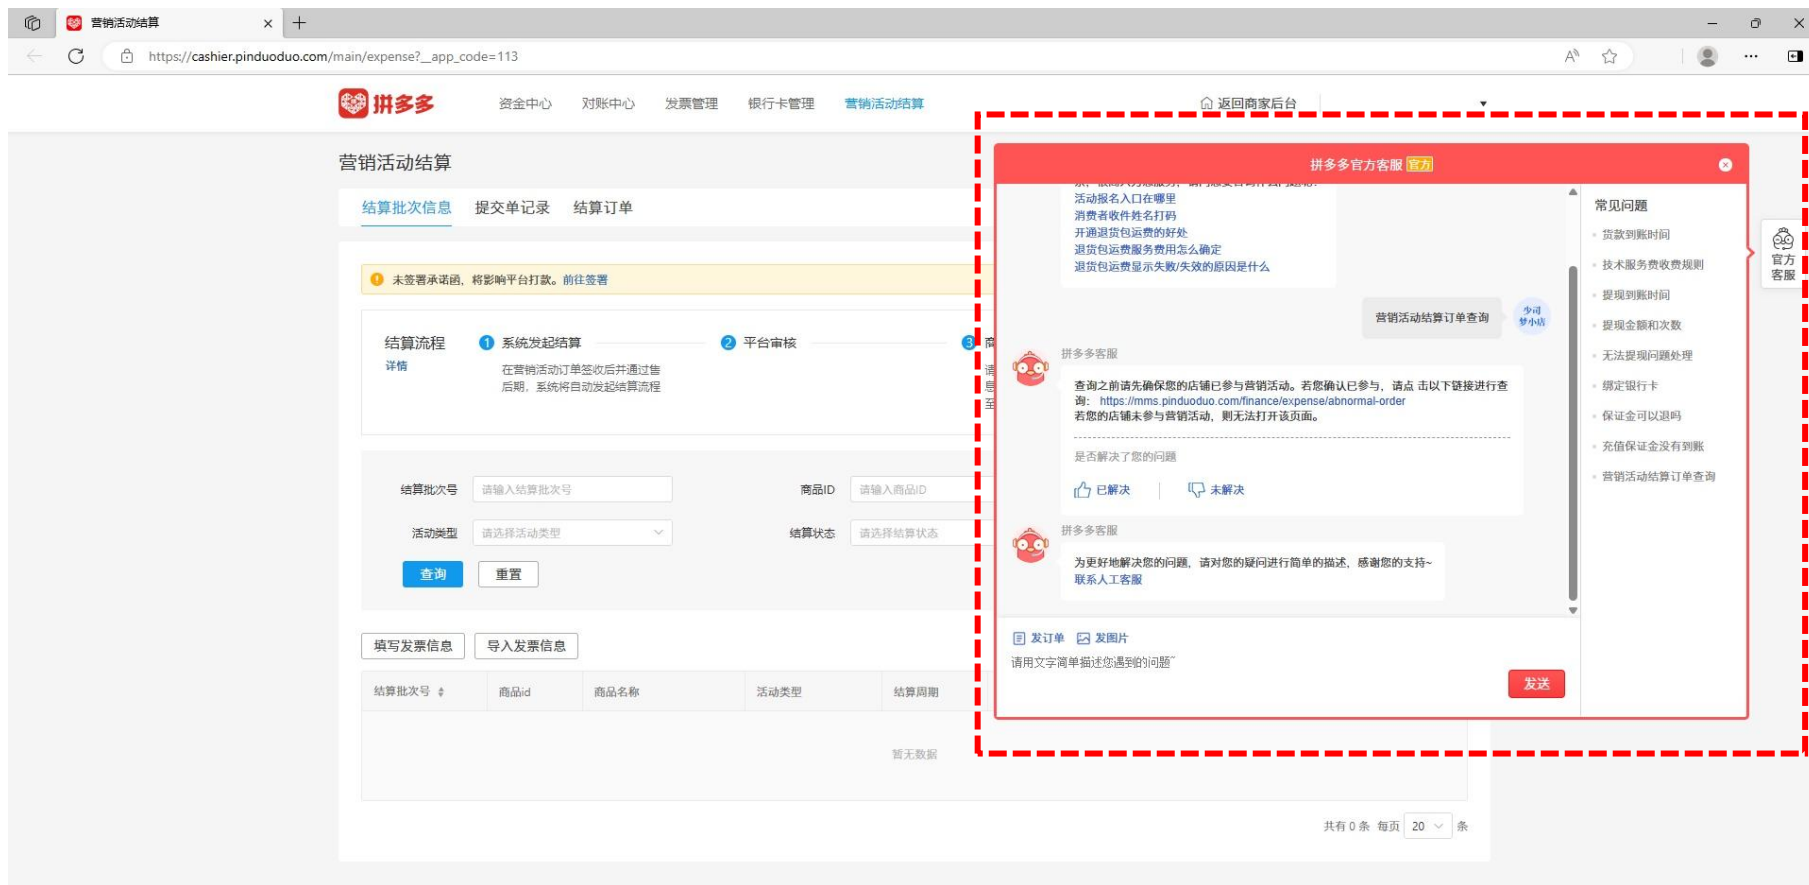 营销活动结算
https://cashier.pinduoduo.com/main/expense?__app_code=113
拼多多
资金中心
对账中心
发票管理
银行卡管理
营销活动结算
返回商家后台
营销活动结算
结算批次信息
提交单记录
结算订单
未签署承诺函，将影响平台打款。前往签署
结算流程
详情
1 系统发起结算
在营销活动订单签收后并通过售
后期，系统将自动发起结算流程
2 平台审核
3
结算批次号
请输入结算批次号
商品ID
请输入商品ID
活动类型
请选择活动类型
结算状态
请选择结算状态
查询
重置
填写发票信息
导入发票信息
结算批次号
商品id
商品名称
活动类型
结算周期
暂无数据
共有 0 条 每页 20 条
拼多多官方客服 官方
活动报名入口在哪里
消费者收件姓名打码
开通退货包运费的好处
退货包运费服务费用怎么确定
退货包运费显示失败/失效的原因是什么
营销活动结算订单查询
少司
梦小店
拼多多客服
查询之前请先确保您的店铺已参与营销活动。若您确认已参与，请点 击以下链接进行查
询： https://mms.pinduoduo.com/finance/expense/abnormal-order
若您的店铺未参与营销活动，则无法打开该页面。
是否解决了您的问题
已解决
未解决
拼多多客服
为更好地解决您的问题，请对您的疑问进行简单的描述，感谢您的支持~
联系人工客服
发订单
发图片
请用文字简单描述您遇到的问题~
发送
常见问题
货款到账时间
技术服务费收费规则
提现到账时间
提现金额和次数
无法提现问题处理
绑定银行卡
保证金可以退吗
充值保证金没有到账
营销活动结算订单查询
官方
客服